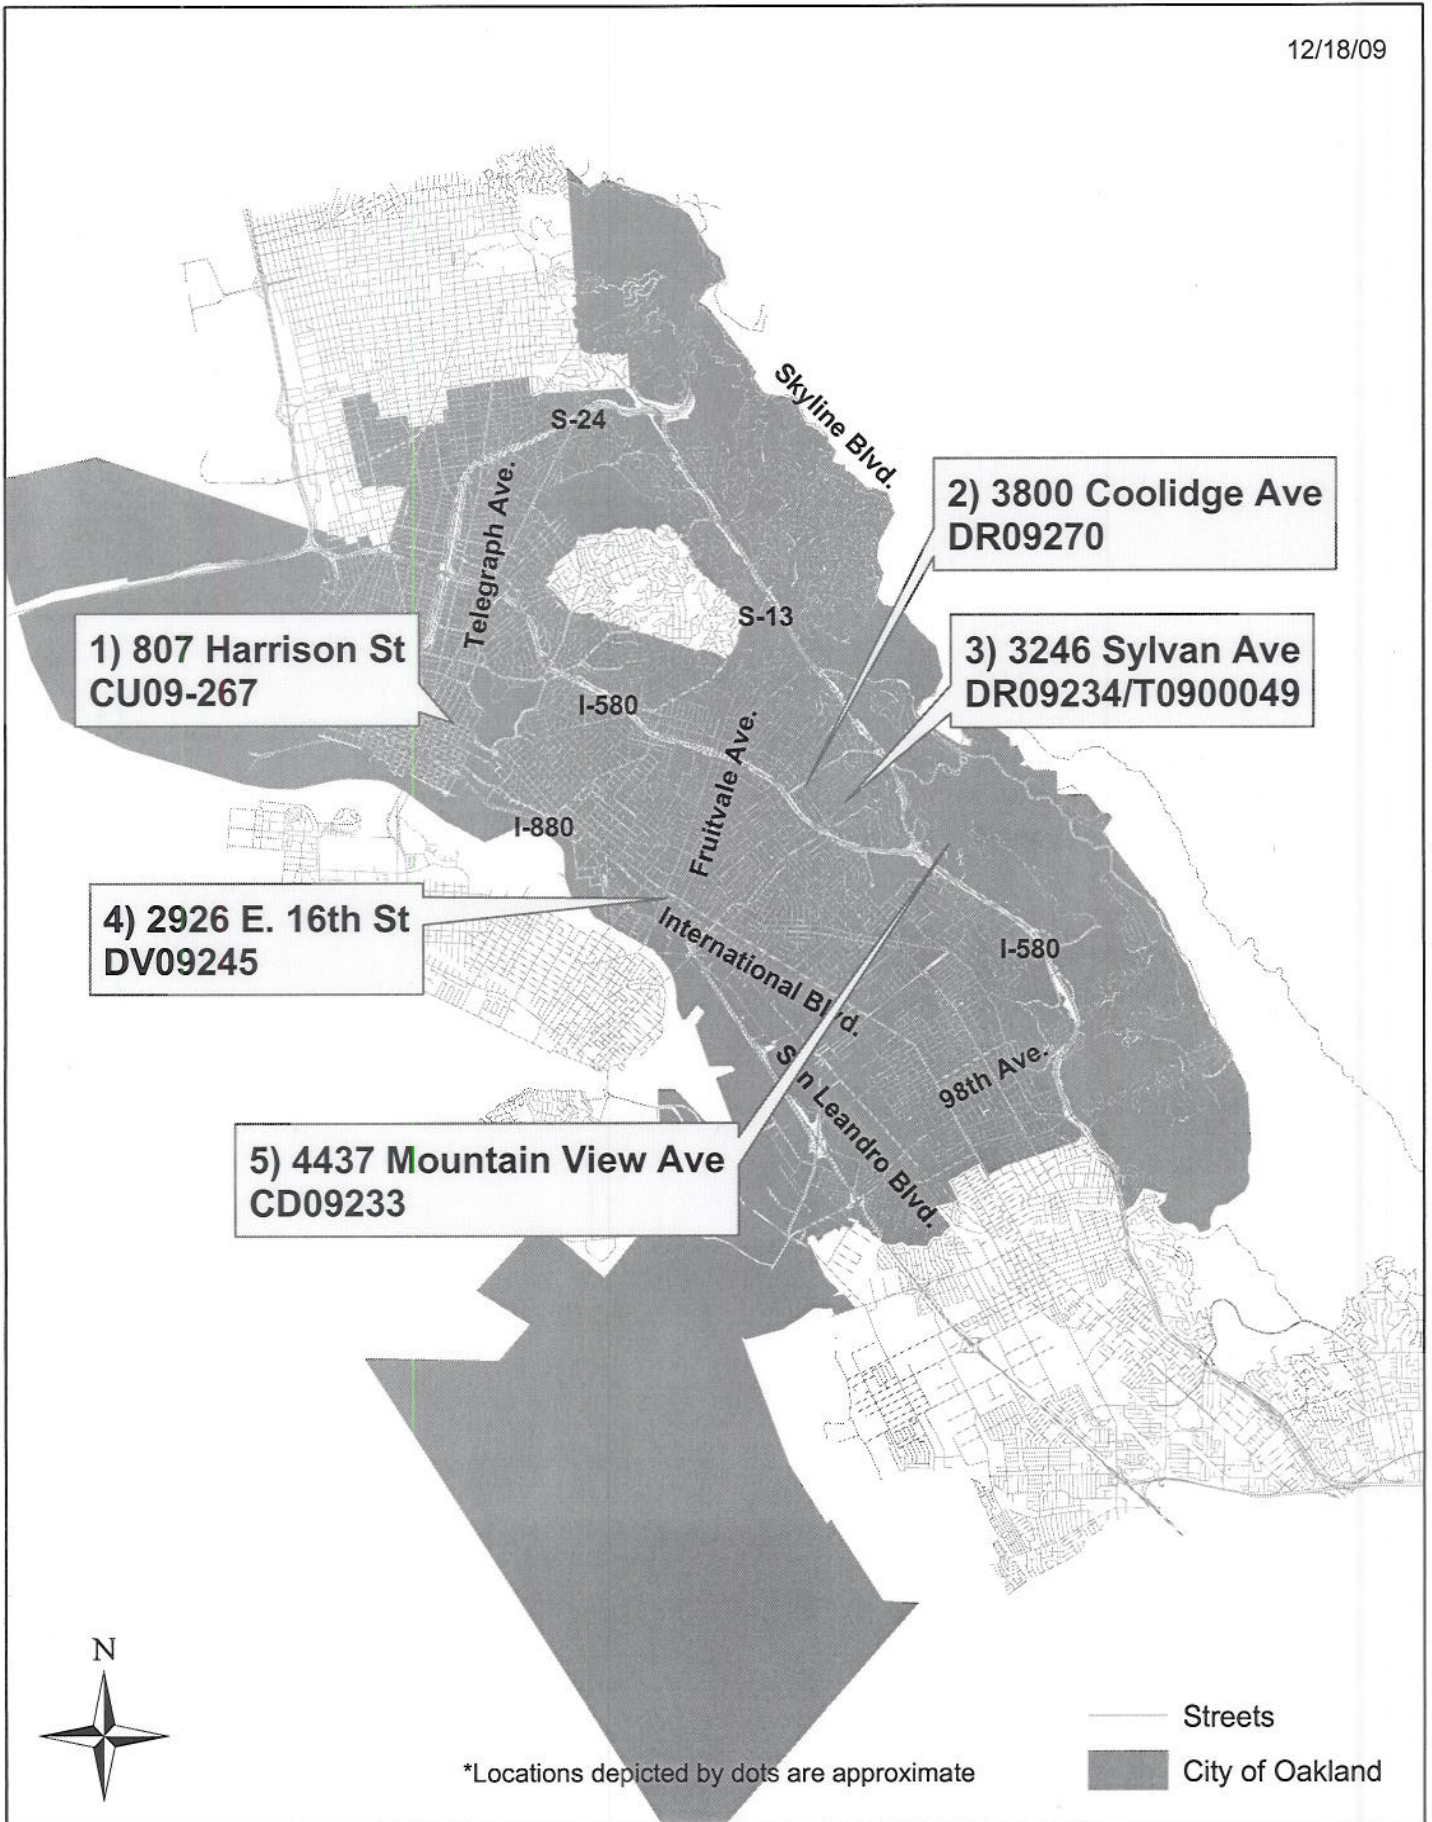 12/18/09
Skyline Blvd.
S-24
Telegraph Ave.
2) 3800 Coolidge Ave
DR09270
S-13
1) 807 Harrison St
CU09-267
3) 3246 Sylvan Ave
DR09234/T0900049
I-580
Fruitvale Ave.
I-880
4) 2926 E. 16th St
DV09245
International Blvd.
I-580
98th Ave.
San Leandro Blvd.
5) 4437 Mountain View Ave
CD09233
N
Streets
*Locations depicted by dots are approximate
City of Oakland